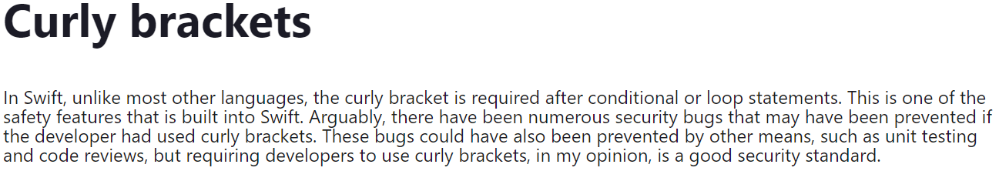 Curly brackets
In Swift, unlike most other languages, the curly bracket is required after conditional or loop statements. This is one of the
safety features that is built into Swift. Arguably, there have been numerous security bugs that may have been prevented if
the developer had used curly brackets. These bugs could have also been prevented by other means, such as unit testing
and code reviews, but requiring developers to use curly brackets, in my opinion, is a good security standard.